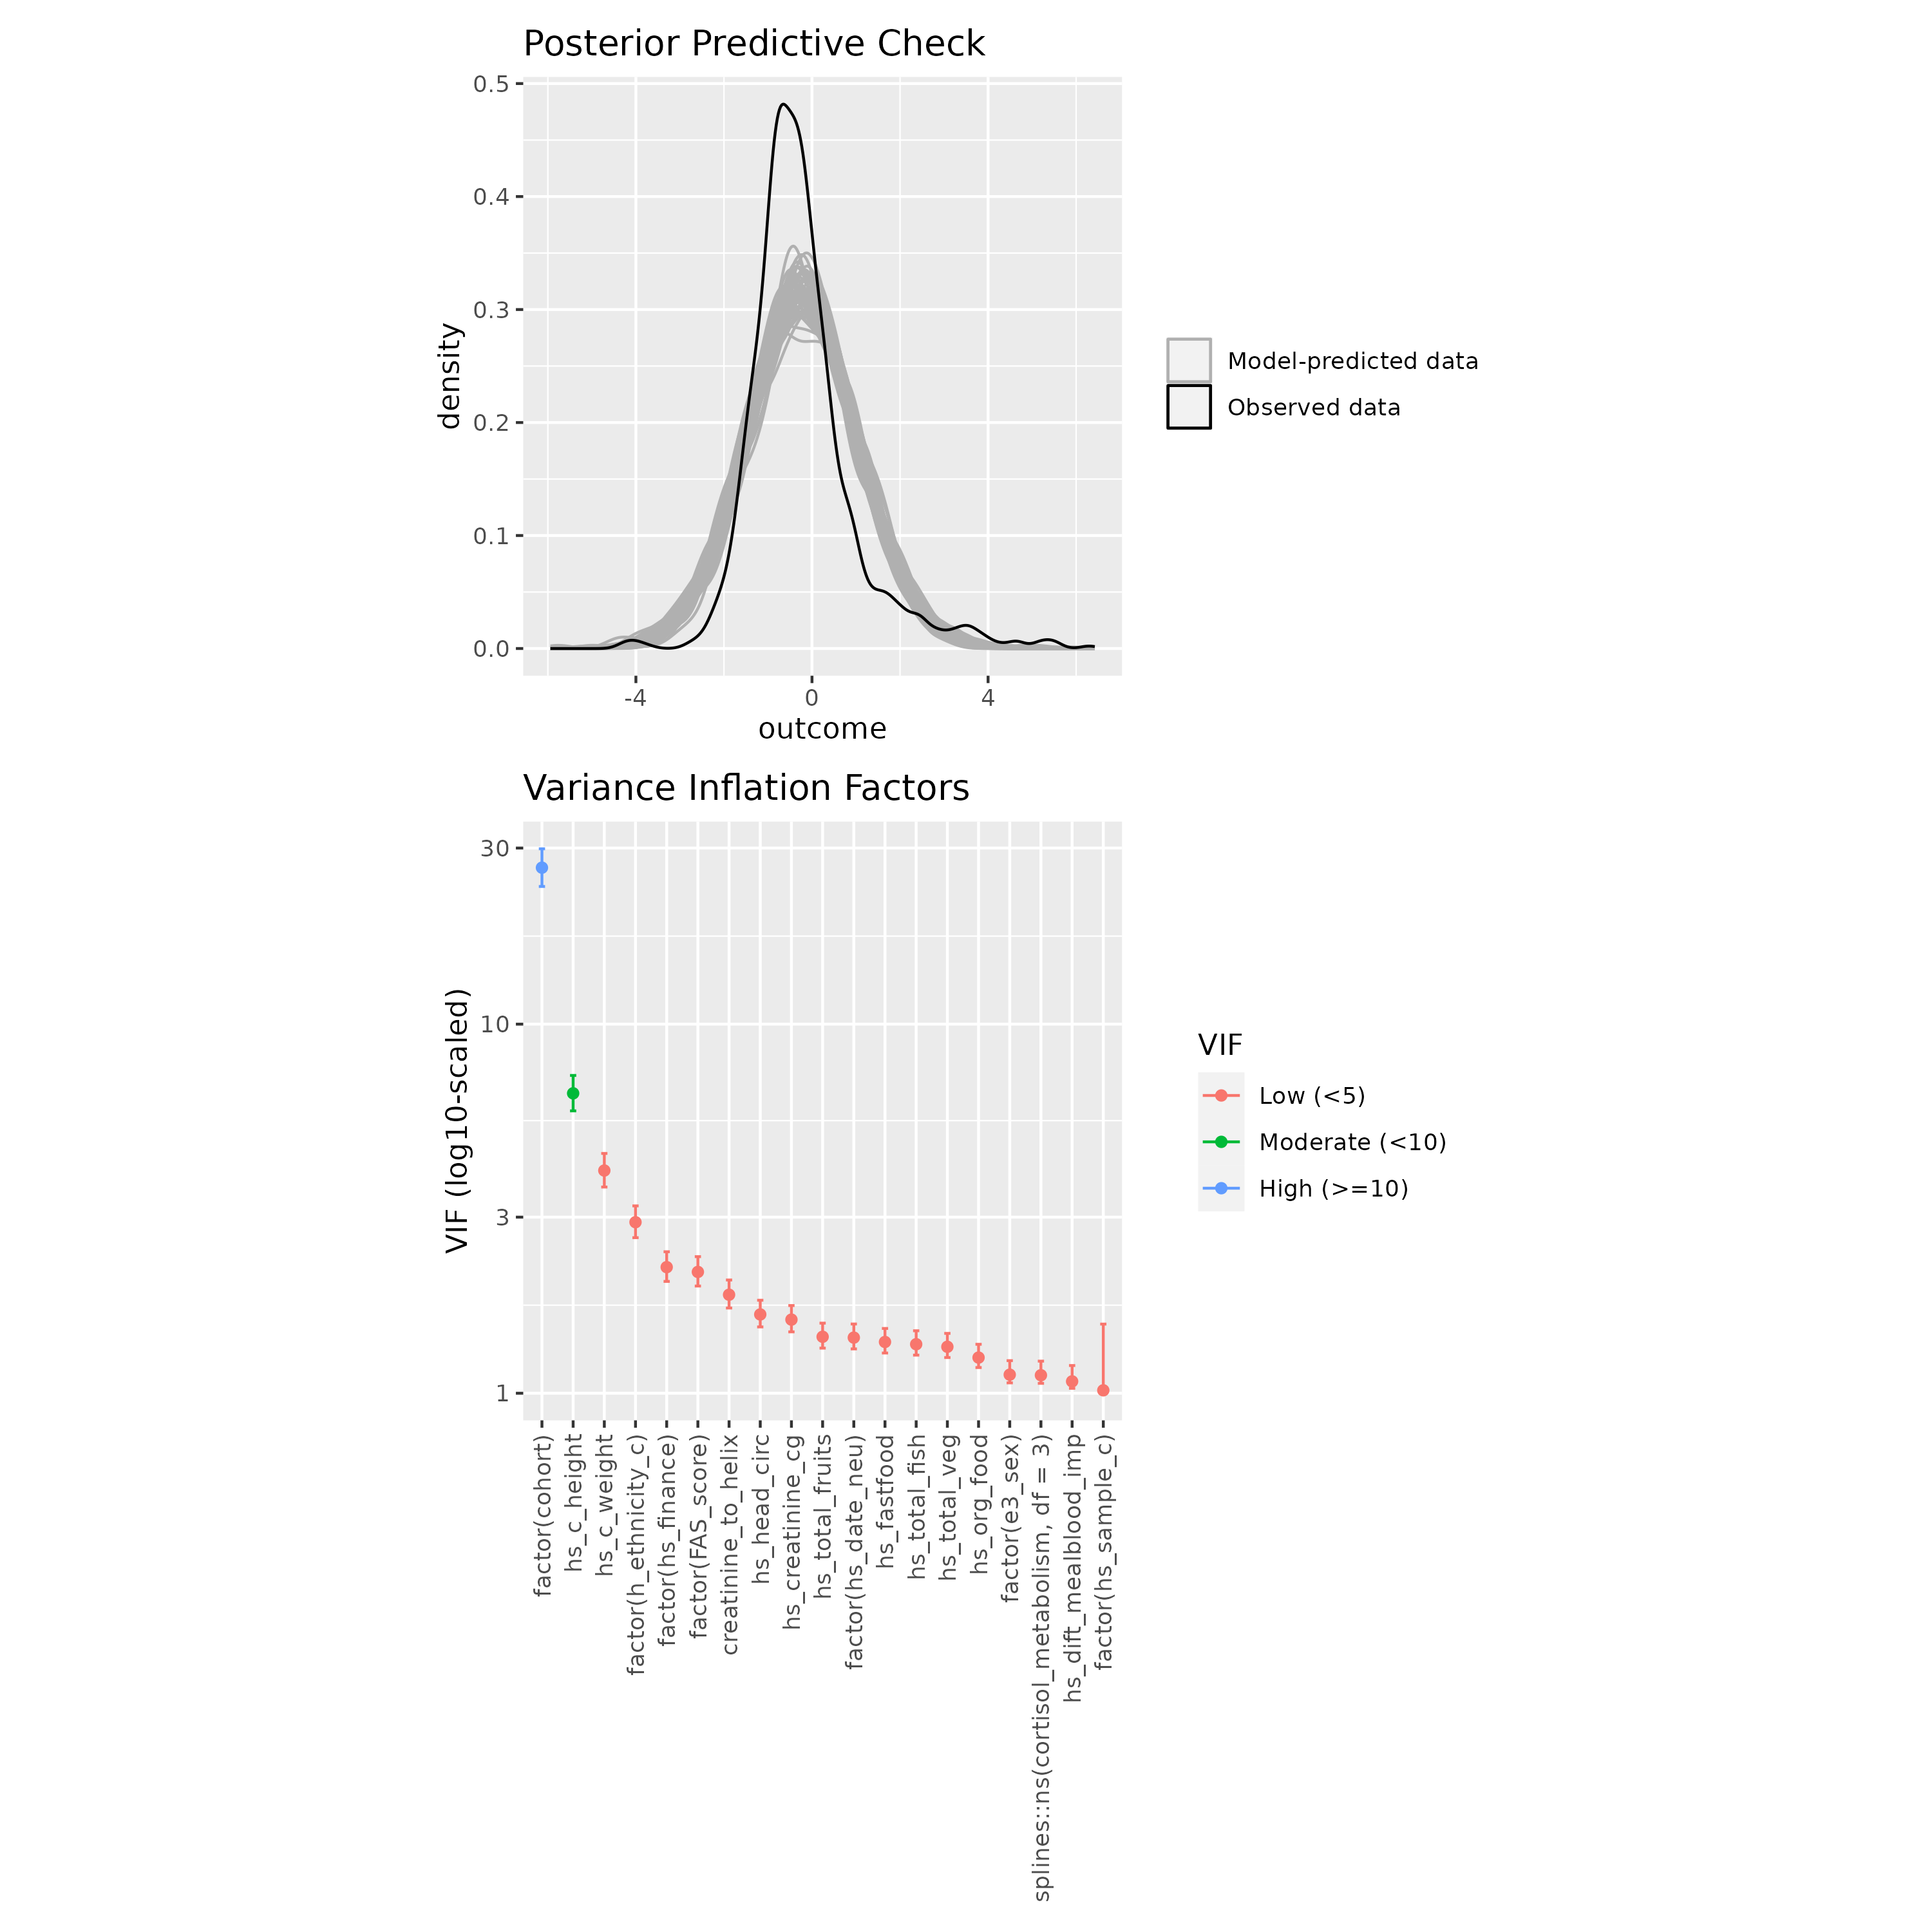 Posterior Predictive Check
0.5
0.4
0.3
0.2
0.1
0.0
density
-4
0
4
outcome
Model-predicted data
Observed data
Variance Inflation Factors
30
10
3
1
VIF (log10-scaled)
factor(cohort)
hs_c_height
hs_c_weight
factor(h_ethnicity_c)
factor(hs_finance)
factor(FAS_score)
creatinine_to_helix
hs_head_circ
hs_creatinine_cg
hs_total_fruits
factor(hs_date_neu)
hs_fastfood
hs_total_fish
hs_total_veg
hs_org_food
factor(e3_sex)
splines::ns(cortisol_metabolism, df = 3)
hs_dift_mealblood_imp
factor(hs_sample_c)
VIF
Low (<5)
Moderate (<10)
High (>=10)